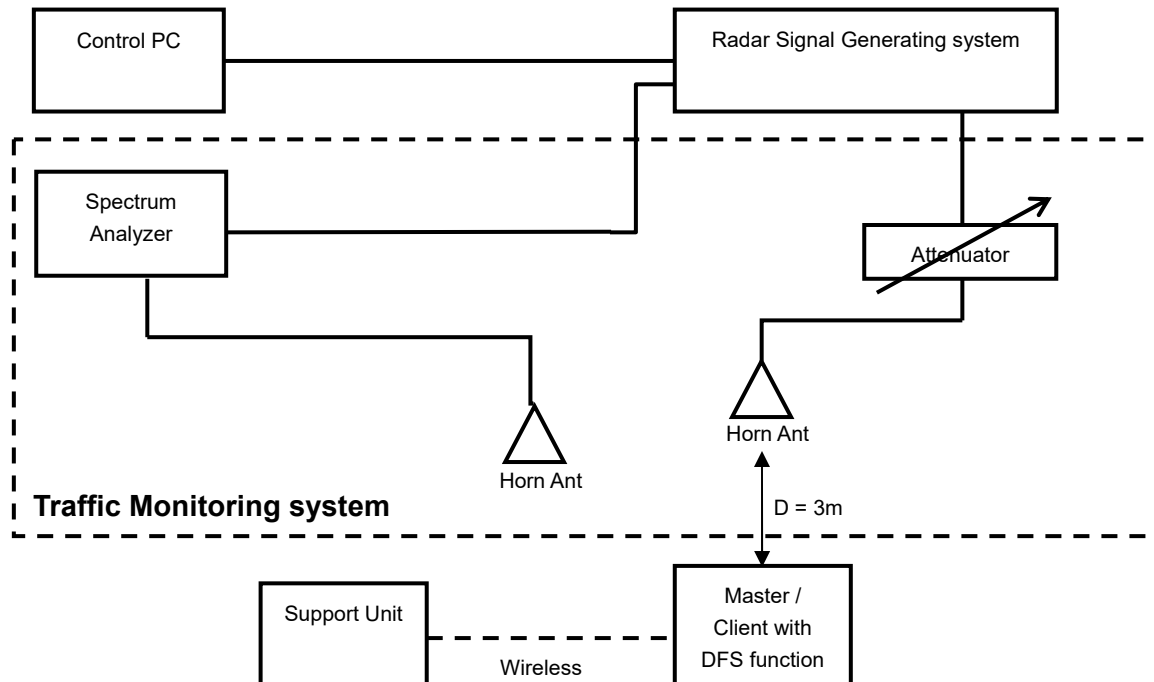 Control PC
Radar Signal Generating system
Spectrum
Analyzer
Attenuator
Horn Ant
Horn Ant
Traffic Monitoring system
D = 3m
Support Unit
Wireless
Master /
Client with
DFS function